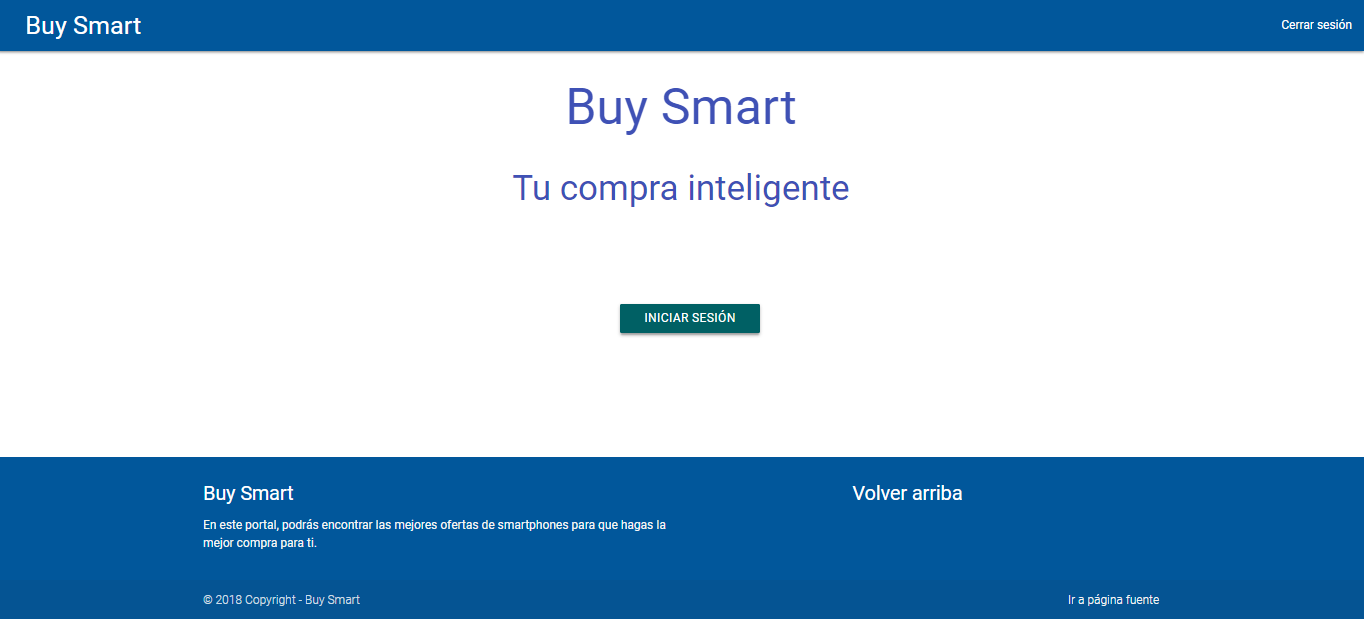 Buy Smart
Cerrar sesión
Buy Smart
Tu compra inteligente
INICIAR SESIÓN
Buy Smart
En este portal, podrás encontrar las mejores ofertas de smartphones para que hagas la
mejor compra para ti.
Volver arriba
© 2018 Copyright - Buy Smart
Ir a página fuente